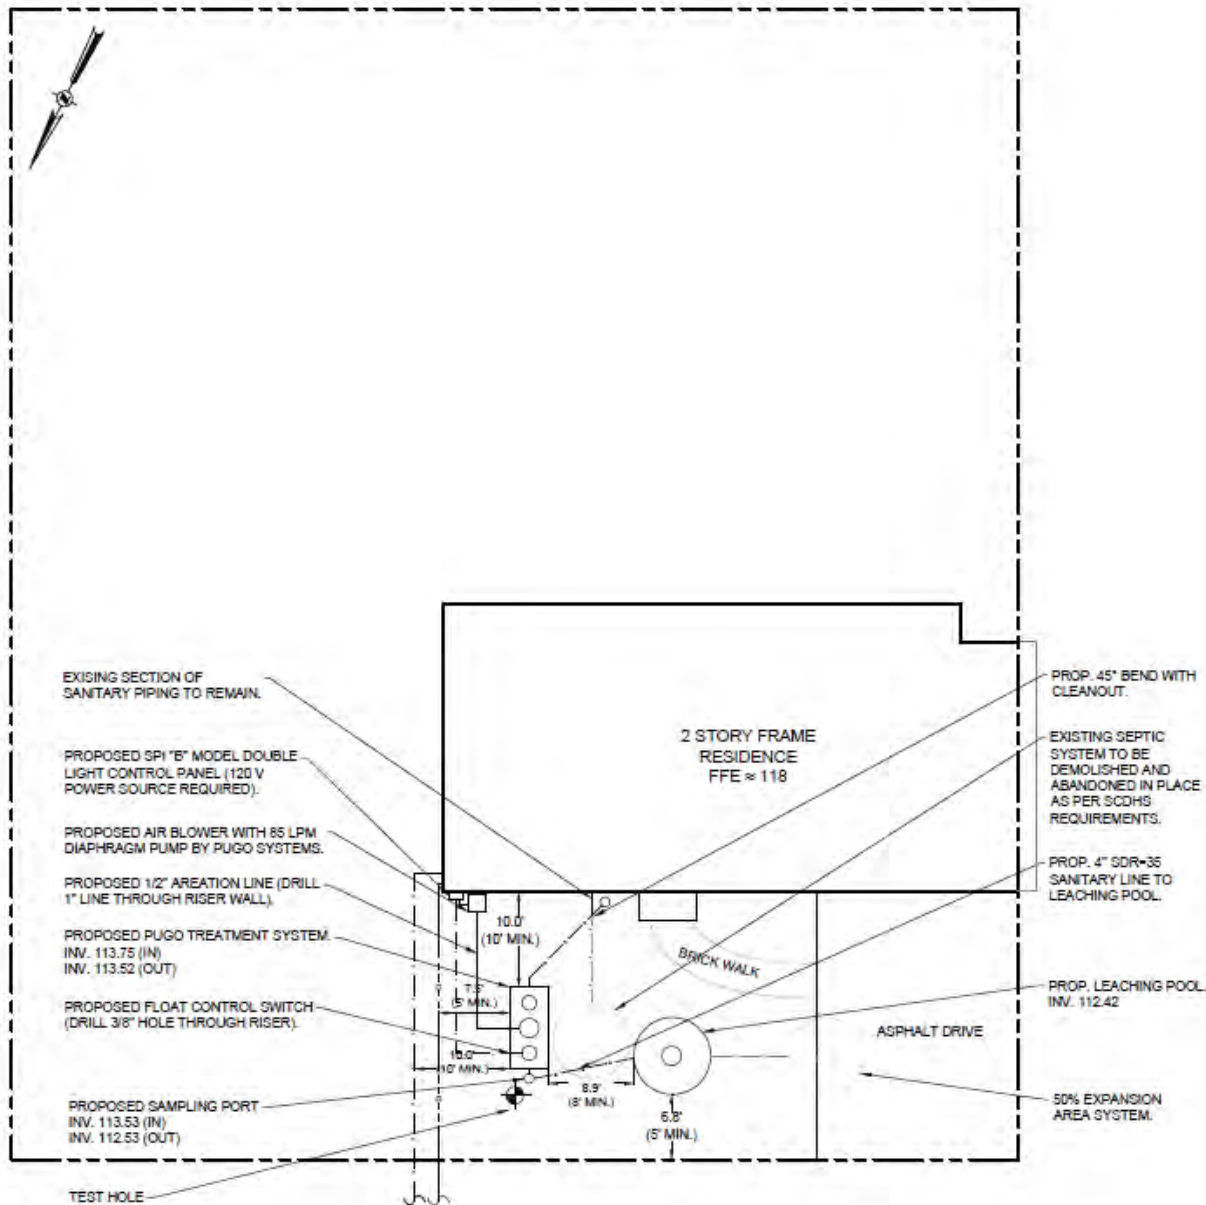 EXISING SECTION OF
SANITARY PIPING TO REMAIN.
PROPOSED SPI "B" MODEL DOUBLE
LIGHT CONTROL PANEL (120 V
POWER SOURCE REQUIRED).
PROPOSED AIR BLOWER WITH 85 LPM
DIAPHRAGM PUMP BY PUGO SYSTEMS.
PROPOSED 1/2" AREATION LINE (DRILL
1" LINE THROUGH RISER WALL).
PROPOSED PUGO TREATMENT SYSTEM.
INV. 113.75 (IN)
INV. 113.52 (OUT)
PROPOSED FLOAT CONTROL SWITCH
(DRILL 3/8" HOLE THROUGH RISER).
PROPOSED SAMPLING PORT
INV. 113.53 (IN)
INV. 112.53 (OUT)
TEST HOLE
2 STORY FRAME
RESIDENCE
FFE ≈ 118
10.0'
(10' MIN.)
7.5'
(5' MIN.)
10.0'
(10' MIN.)
8.9'
(8' MIN.)
6.8'
(5' MIN.)
BRICK WALK
ASPHALT DRIVE
PROP. 45° BEND WITH
CLEANOUT.
EXISTING SEPTIC
SYSTEM TO BE
DEMOLISHED AND
ABANDONED IN PLACE
AS PER SCDHS
REQUIREMENTS.
PROP. 4" SDR-35
SANITARY LINE TO
LEACHING POOL.
PROP. LEACHING POOL.
INV. 112.42
50% EXPANSION
AREA SYSTEM.